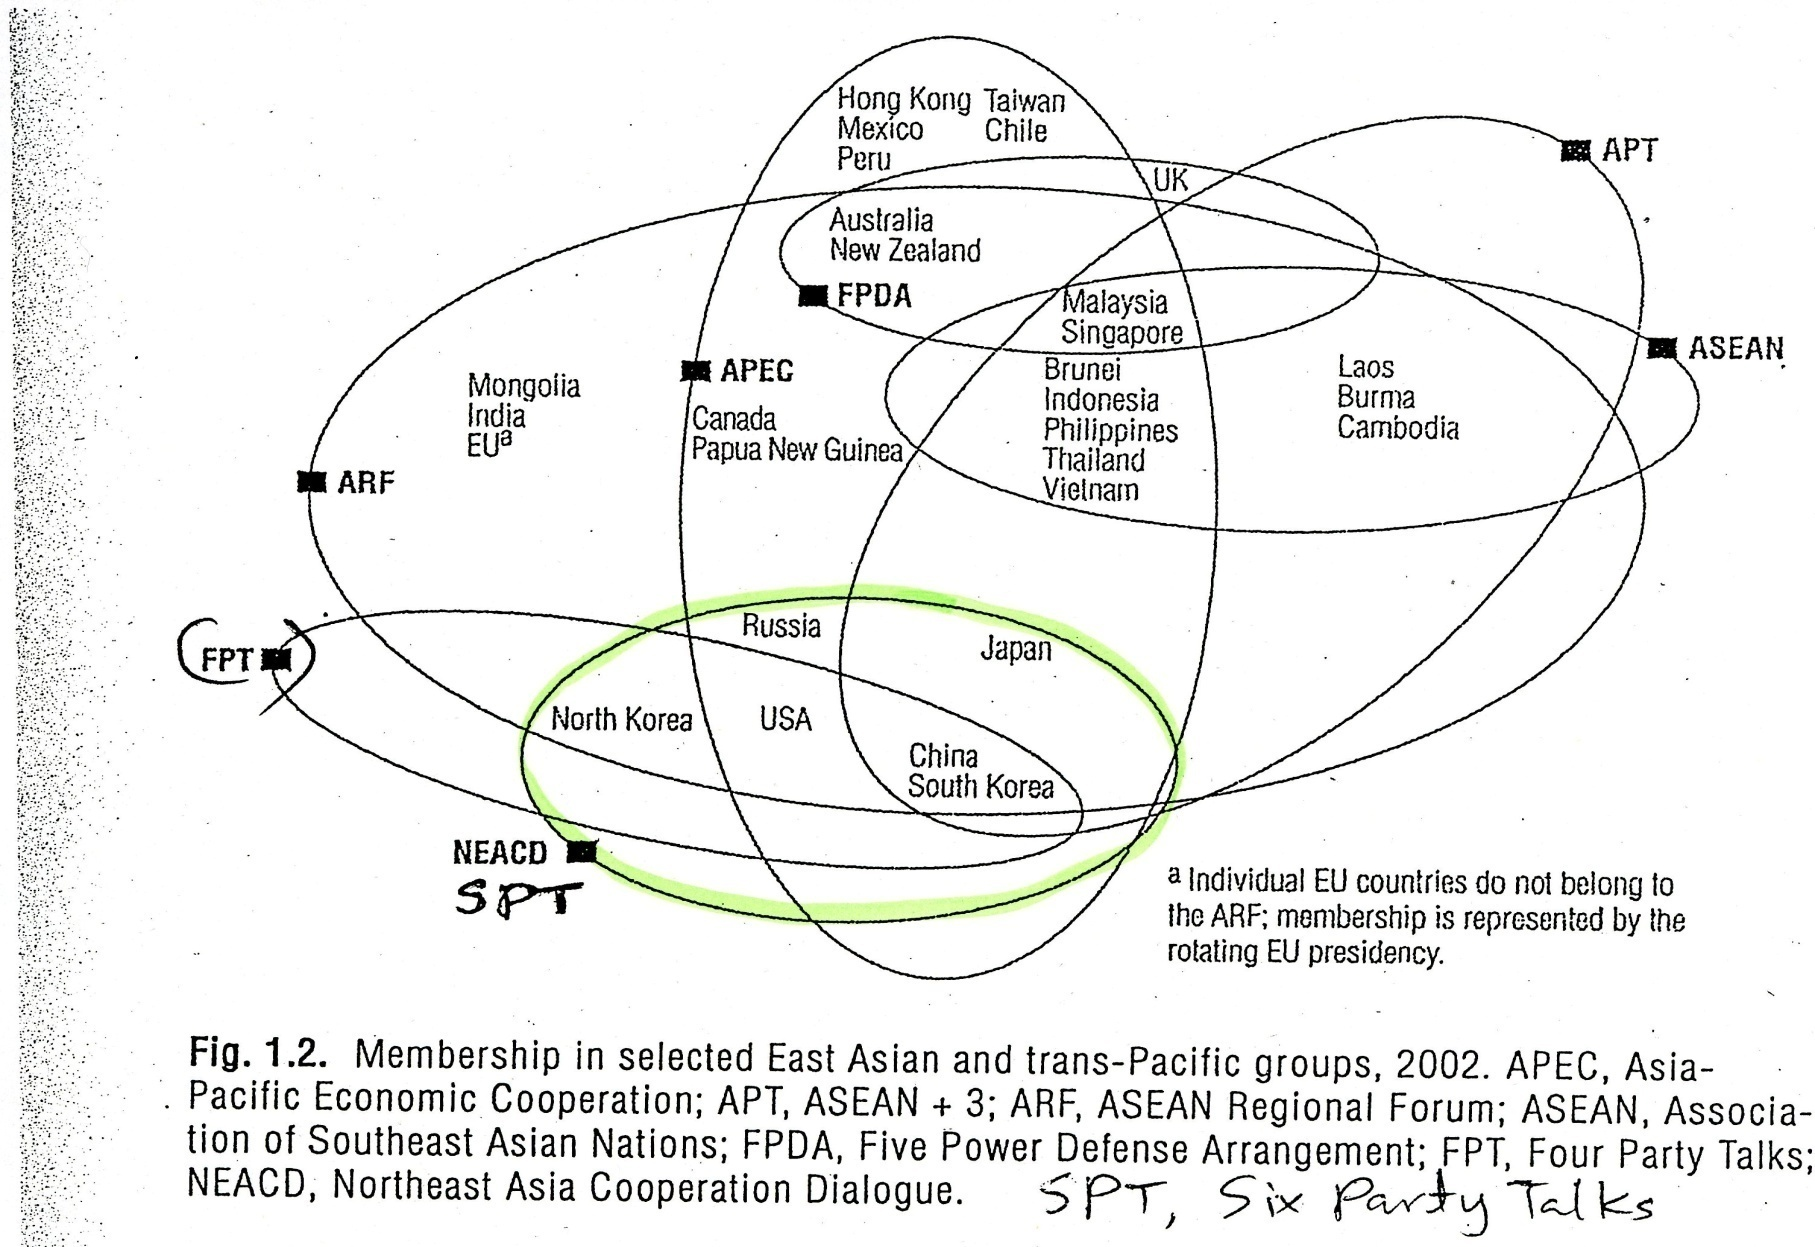 Hong Kong Taiwan
Mexico Chile
Peru
APT
UK
Australia
New Zealand
FPDA
Malaysia
Singapore
ASEAN
APEC
Mongolia
India
EUª
Canada
Papua New Guinea
Brunei
Indonesia
Philippines
Thailand
Vietnam
Laos
Burma
Cambodia
ARF
FPT
Russia
Japan
North Korea USA
China
South Korea
NEACD
SPT
ª Individual EU countries do not belong to
the ARF; membership is represented by the
rotating EU presidency.
Fig. 1.2. Membership in selected East Asian and trans-Pacific groups, 2002. APEC, Asia-
Pacific Economic Cooperation; APT, ASEAN + 3; ARF, ASEAN Regional Forum; ASEAN, Associa-
tion of Southeast Asian Nations; FPDA, Five Power Defense Arrangement; FPT, Four Party Talks;
NEACD, Northeast Asia Cooperation Dialogue.
SPT, Six Party Talks